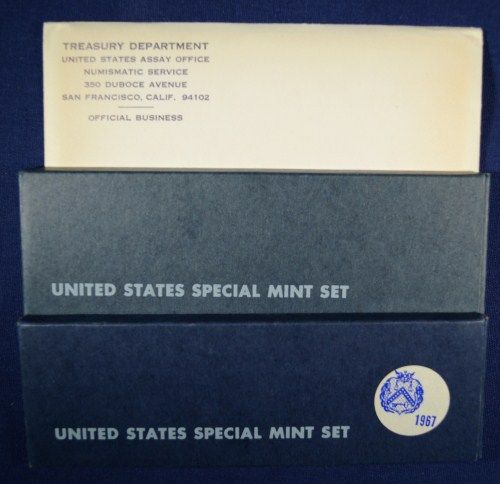 TREASURY DEPARTMENT
UNITED STATES ASSAY OFFICE
NUMISMATIC SERVICE
350 DUBOCE AVENUE
SAN FRANCISCO, CALIF. 94102
OFFICIAL BUSINESS
UNITED STATES SPECIAL MINT SET
UNITED STATES SPECIAL MINT SET
1967